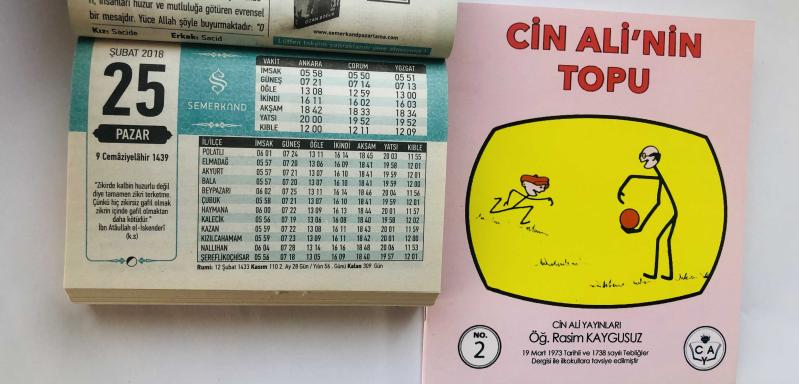 i, insanları huzur ve mutluluğa götüren evrensel
bir mesajdır. Yüce Allah şöyle buyurmaktadır: "O
Kız: Sacide Erkek: Sacid
www.semerkandpazarlama.com
Lütfen takvim yapraklarını yere atmayınız!
ŞUBAT 2018
25
PAZAR
9 Cemâziyelâhir 1439
"Zikirde kalbin huzurlu değil
diye tamamen zikri terketme.
Çünkü hiç zikirsiz gafil olmak
zikrin içinde gafil olmaktan
daha kötüdür."
İbn Atâullah el-İskenderî
(k.s)
SEMERKAND
VAKİT ANKARA ÇORUM YOZGAT
İMSAK 05 58 05 50 05 51
GÜNEŞ 07 21 07 14 07 13
ÖĞLE 13 08 12 59 13 00
İKİNDİ 16 11 16 02 16 03
AKŞAM 18 42 18 33 18 34
YATSI 20 00 19 52 19 52
KIBLE 12 00 12 11 12 09
İL/İLÇE İMSAK GÜNEŞ ÖĞLE İKİNDİ AKŞAM YATSI KIBLE
POLATLI 06 01 07 24 13 11 16 14 18 45 20 03 11 55
ELMADAĞ 05 57 07 20 13 06 16 09 18 41 19 58 12 01
AKYURT 05 57 07 21 13 07 16 10 18 41 19 59 12 01
BALA 05 57 07 20 13 07 16 10 18 41 19 59 12 00
BEYPAZARI 06 02 07 25 13 11 16 14 18 46 20 04 11 56
ÇUBUK 05 58 07 21 13 07 16 10 18 41 19 59 12 01
HAYMANA 06 00 07 22 13 09 16 13 18 44 20 01 11 57
KALECİK 05 56 07 19 13 06 16 08 18 40 19 58 12 02
KAZAN 05 59 07 22 13 08 16 11 18 43 20 01 11 59
KIZILCAHAMAM 05 59 07 23 13 09 16 11 18 42 20 01 12 00
NALLIHAN 06 04 07 28 13 14 16 16 18 48 20 06 11 53
ŞEREFLİKOÇHİSAR 05 56 07 18 13 05 16 09 18 40 19 57 12 01
Rumi: 12 Şubat 1433 Kasım 110 2. Ay 28 Gün / Yılın 56 . Günü Kalan 309 Gün
CİN ALİ'NİN
TOPU
NO.
2
CİN ALİ YAYINLARI
Öğ. Rasim KAYGUSUZ
19 Mart 1973 Tarihli ve 1738 sayılı Tebliğler
Dergisi ile ilkokullara tavsiye edilmiştir
C A
Y